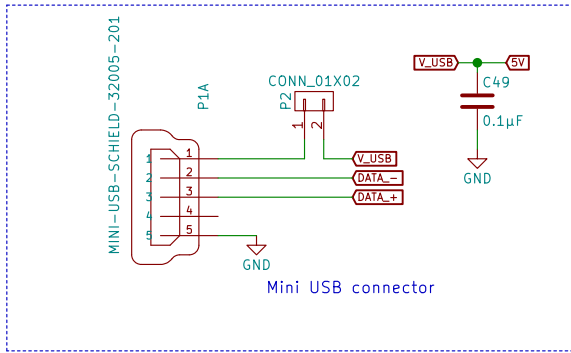 MINI-USB-SCHIELD-32005-201
P1A
CONN_01X02
P2
1
2
V_USB
5V
C49
0.1µF
GND
1 1
2 2
3 3
4 4
5 5
V_USB
DATA_-
DATA_+
GND
Mini USB connector